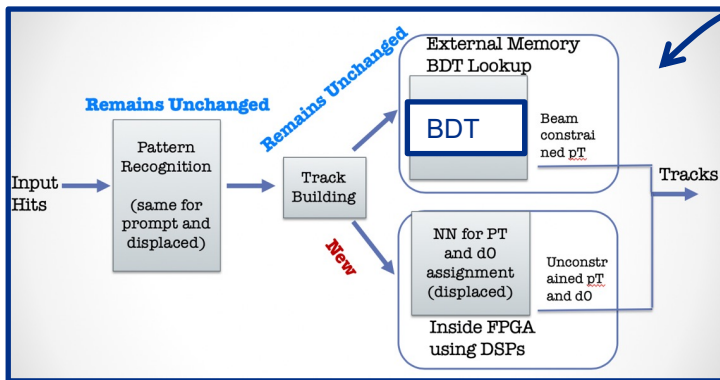 External Memory
BDT Lookup
Remains Unchanged
Remains Unchanged
Pattern
Recognition
(same for
prompt and
displaced)
Input
Hits
Track
Building
BDT
Beam
constrai
ned pT
Tracks
New
NN for PT
and d0
assignment
(displaced)
Unconstr
ained pT
and d0
Inside FPGA
using DSPs